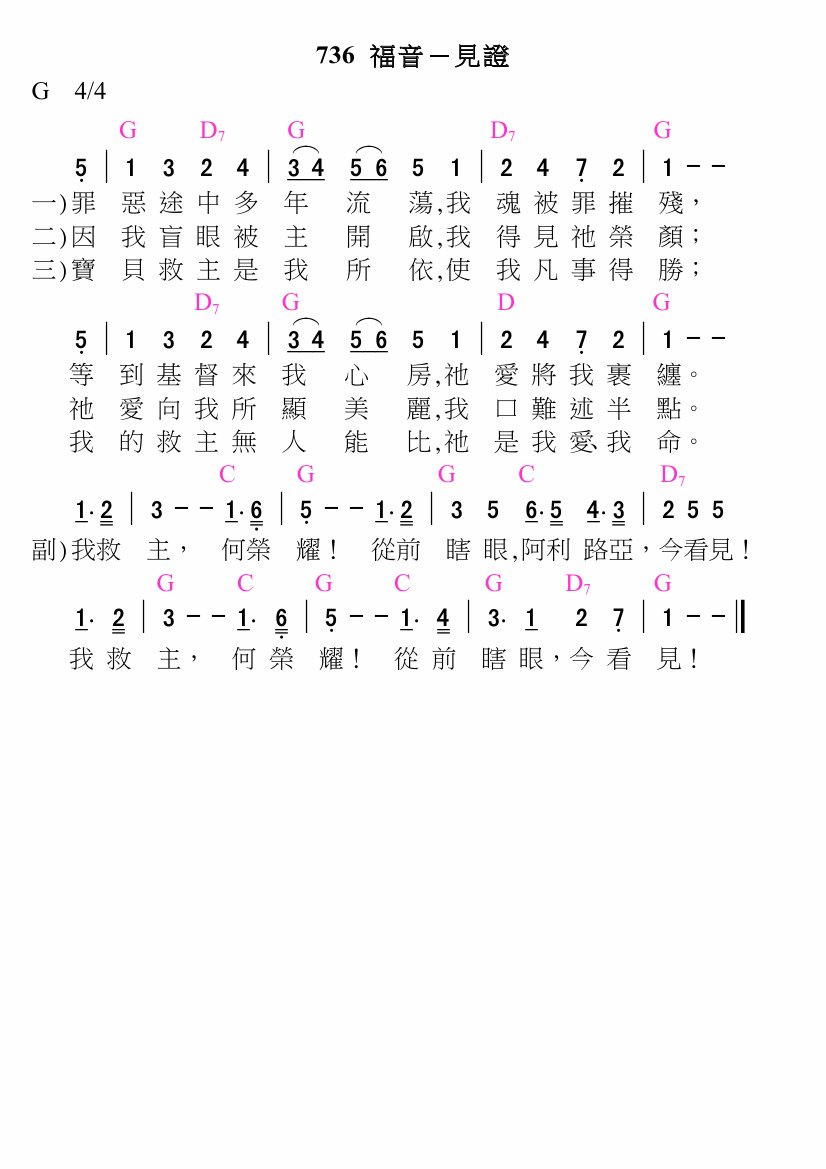 736 福音－見證
G 4/4
G D7 G D7 G
5 | 1 3 2 4 | 3 4 5 6 5 1 | 2 4 7 2 | 1 － －
一)罪惡途中多年流蕩,我魂被罪摧殘，
二)因我盲眼被主開啟,我得見祂榮顏；
三)寶貝救主是我所依,使我凡事得勝；
D7 G D G
5 | 1 3 2 4 | 3 4 5 6 5 1 | 2 4 7 2 | 1 － －
等到基督來我心房,祂愛將我裹纏。
祂愛向我所顯美麗,我口難述半點。
我的救主無人能比,祂是我愛、我命。
C G G C D7
1. 2 | 3 － － 1. 6 | 5 － － 1. 2 | 3 5 6. 5 4. 3 | 2 5 5
副)我救主，何榮耀！從前瞎眼,阿利路亞，今看見！
G C G C G D7 G
1. 2 | 3 － － 1. 6 | 5 － － 1. 4 | 3. 1 2 7 | 1 － － ||
我救主，何榮耀！從前瞎眼，今看見！